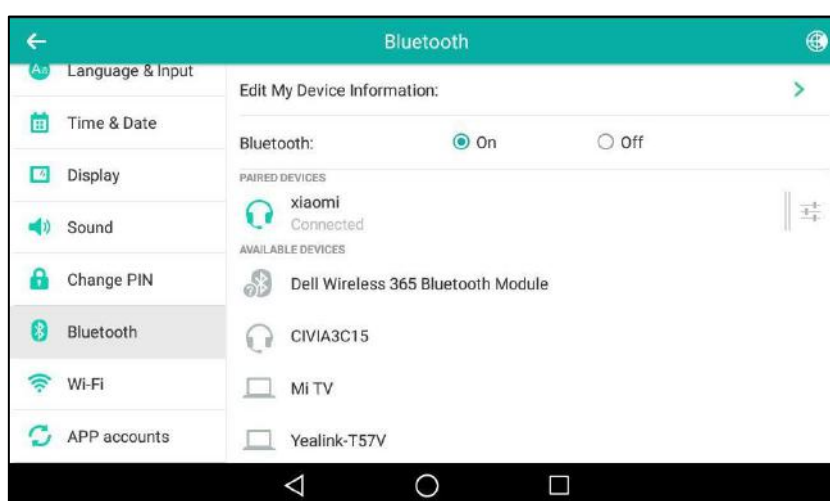 Bluetooth
Language & Input
Time & Date
Display
Sound
Change PIN
Bluetooth
Wi-Fi
APP accounts
Edit My Device Information:
Bluetooth: On Off
PAIRED DEVICES
xiaomi
Connected
AVAILABLE DEVICES
Dell Wireless 365 Bluetooth Module
CIVIA3C15
Mi TV
Yealink-T57V